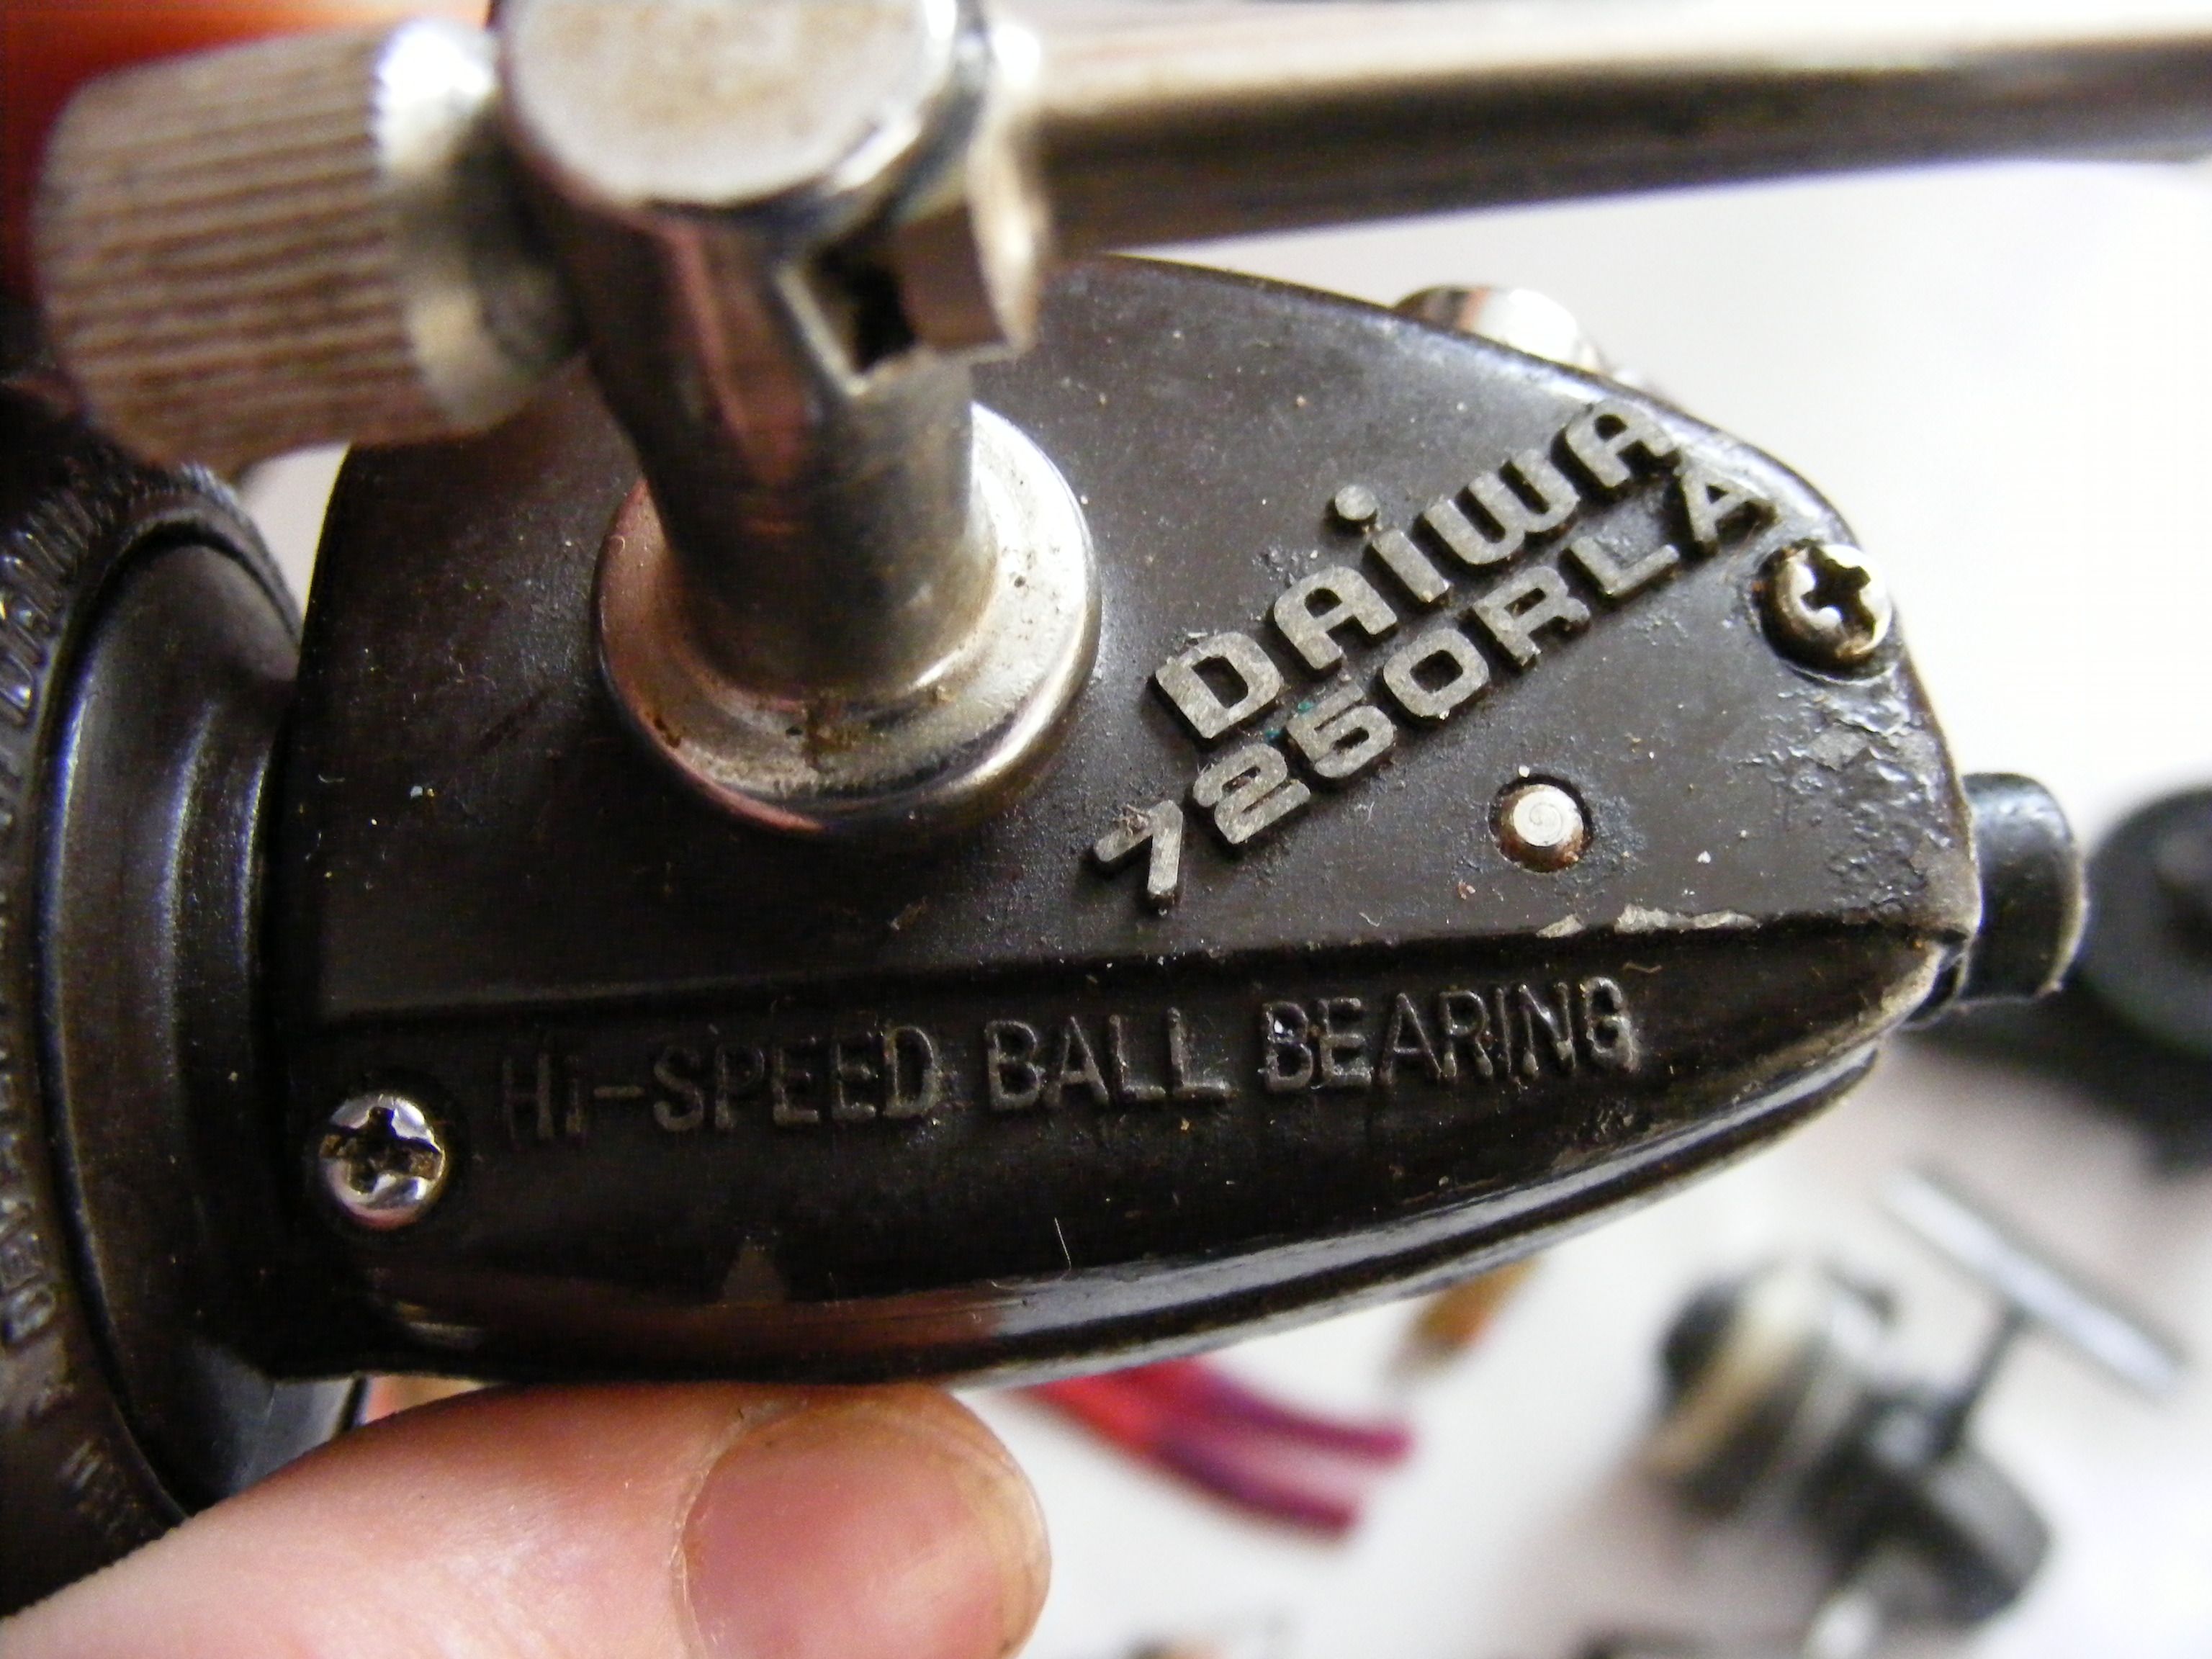 DAiWA
7250RLA
Hi-SPEED BALL BEARING